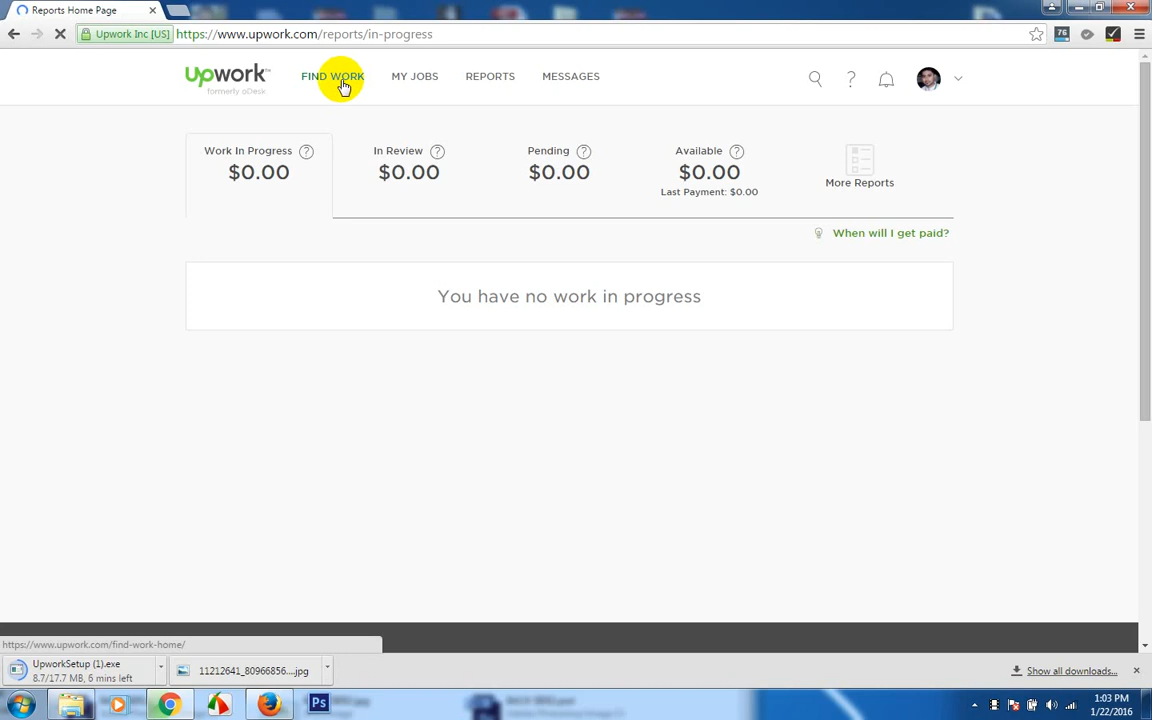 Reports Home Page
Upwork Inc [US]
https://www.upwork.com/reports/in-progress
76
upwork™
formerly oDesk
FIND WORK
MY JOBS
REPORTS
MESSAGES
?
Work In Progress ?
$0.00
In Review ?
$0.00
Pending ?
$0.00
Available ?
$0.00
Last Payment: $0.00
More Reports
When will I get paid?
You have no work in progress
https://www.upwork.com/find-work-home/
UpworkSetup (1).exe
8.7/17.7 MB, 6 mins left
11212641_80966856....jpg
Show all downloads...
Ps
1:03 PM
1/22/2016